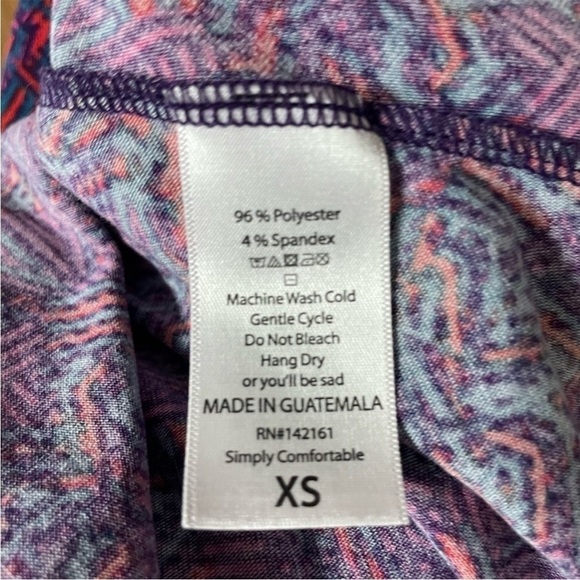 96 % Polyester
4 % Spandex
Machine Wash Cold
Gentle Cycle
Do Not Bleach
Hang Dry
or you'll be sad
MADE IN GUATEMALA
RN#142161
Simply Comfortable
XS